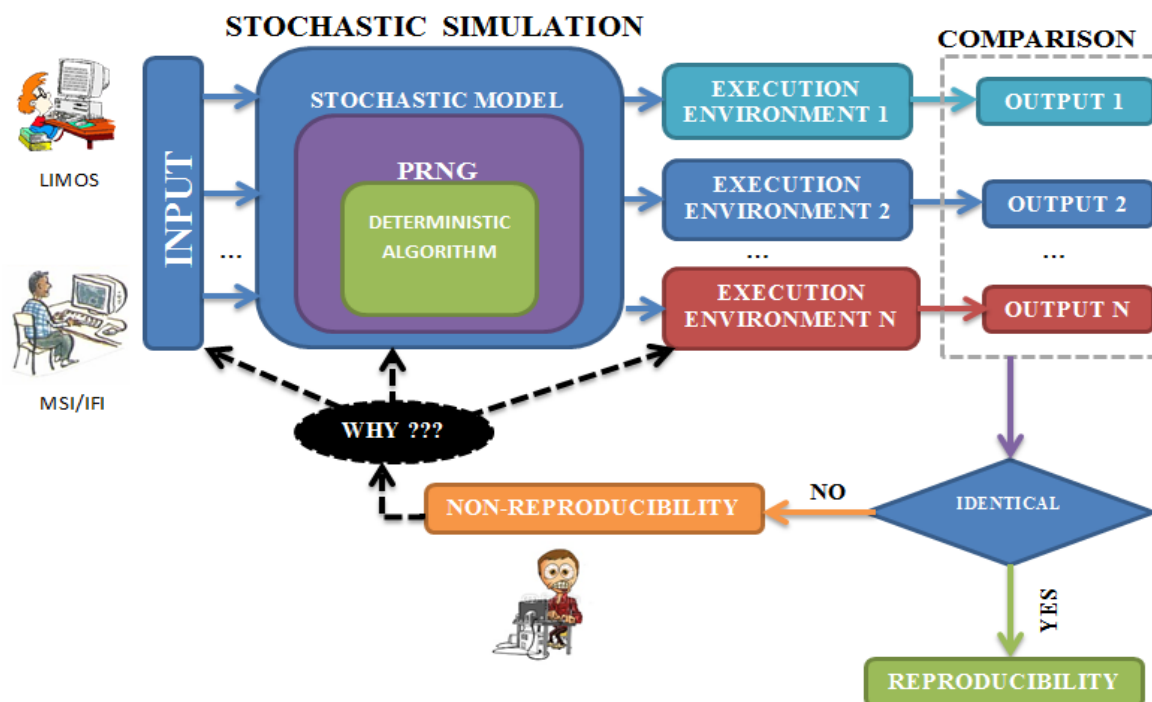 STOCHASTIC SIMULATION
COMPARISON
LIMOS
MSI/IFI
INPUT
...
STOCHASTIC MODEL
PRNG
DETERMINISTIC
ALGORITHM
EXECUTION
ENVIRONMENT 1
EXECUTION
ENVIRONMENT 2
...
EXECUTION
ENVIRONMENT N
OUTPUT 1
OUTPUT 2
...
OUTPUT N
WHY ???
NON-REPRODUCIBILITY
NO
IDENTICAL
YES
REPRODUCIBILITY